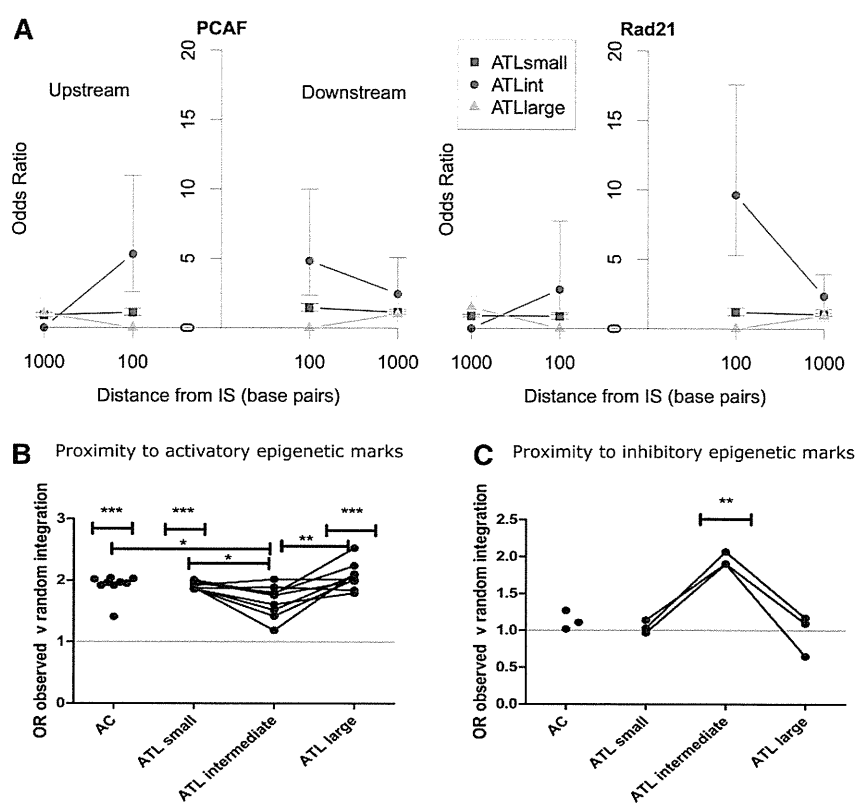 A
PCAF
Upstream
Downstream
Odds Ratio
20
15
10
5
0
1000
100
100
1000
Distance from IS (base pairs)
Rad21
ATLsmall
ATLint
ATLlarge
Odds Ratio
20
15
10
5
0
1000
100
100
1000
Distance from IS (base pairs)
B
Proximity to activatory epigenetic marks
OR observed v random integration
3
2
1
0
***
***
***
*
**
*
AC
ATL small
ATL intermediate
ATL large
C
Proximity to inhibitory epigenetic marks
OR observed v random integration
2.5
2.0
1.5
1.0
0.5
0.0
**
AC
ATL small
ATL intermediate
ATL large